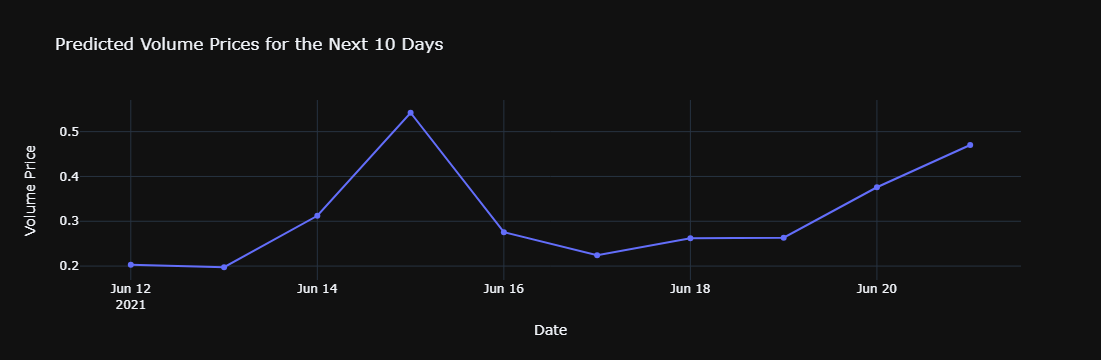 Predicted Volume Prices for the Next 10 Days
Volume Price
0.5
0.4
0.3
0.2
Jun 12
2021
Jun 14
Jun 16
Jun 18
Jun 20
Date